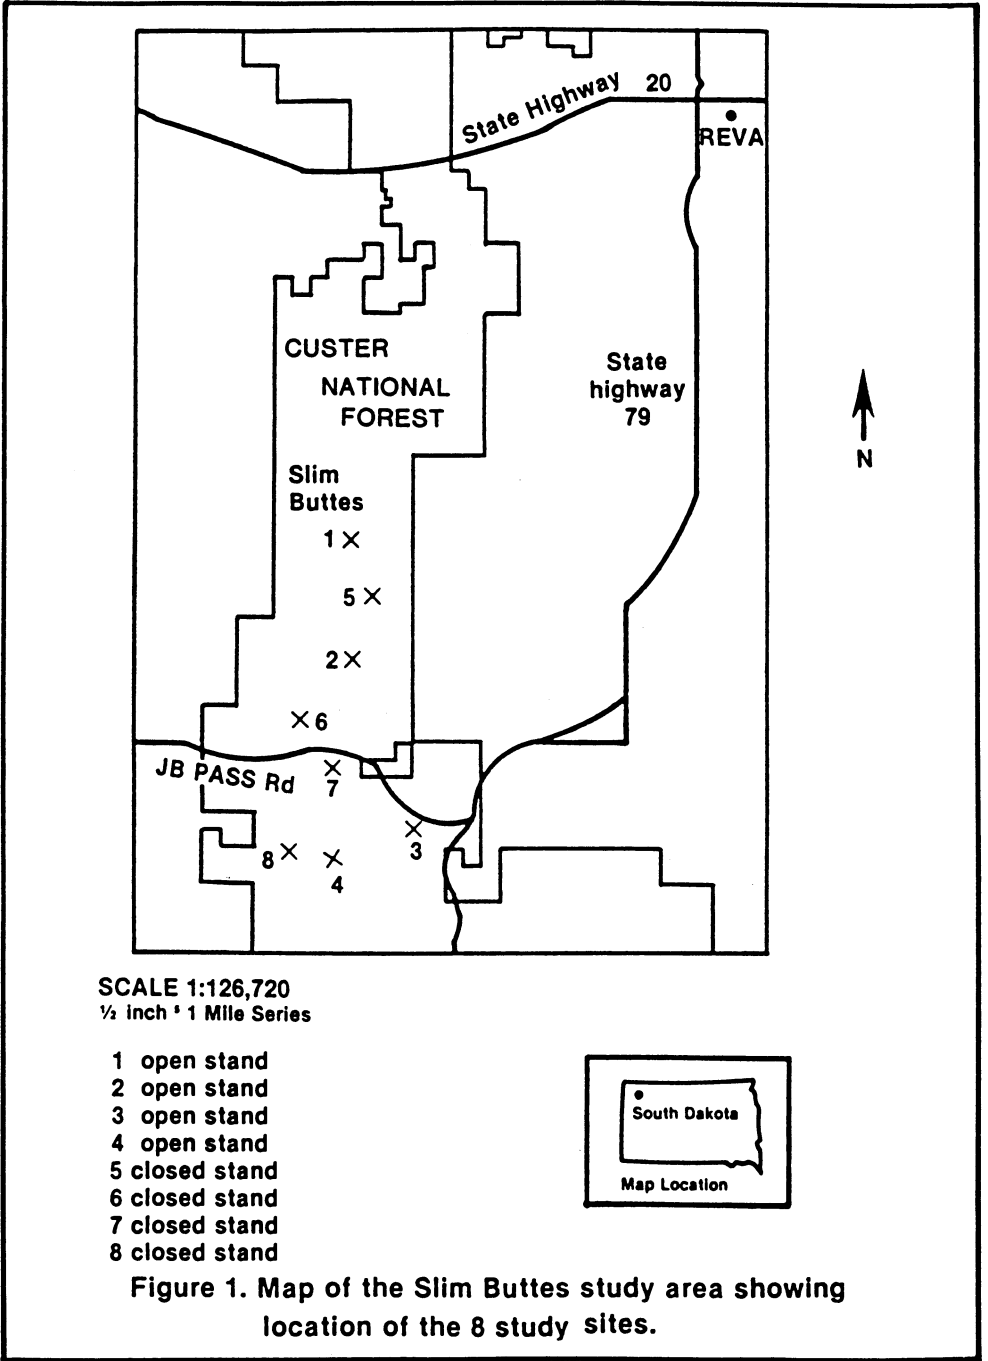 State Highway 20
REVA
CUSTER
NATIONAL
FOREST
State
highway
79
N
Slim
Buttes
1
5
2
6
JB PASS Rd
7
3
8
4
SCALE 1:126,720
½ inch s 1 Mile Series
1 open stand
2 open stand
3 open stand
4 open stand
5 closed stand
6 closed stand
7 closed stand
8 closed stand
South Dakota
Map Location
Figure 1. Map of the Slim Buttes study area showing
location of the 8 study sites.